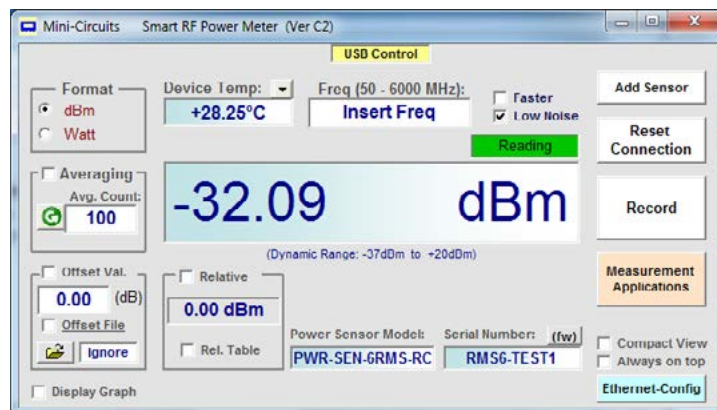 Mini-Circuits Smart RF Power Meter (Ver C2)
USB Control
Format
dBm
Watt
Device Temp:
+28.25°C
Freq (50 - 6000 MHz):
Insert Freq
Faster
Low Noise
Reading
Add Sensor
Reset
Connection
Averaging
Avg. Count:
100
-32.09 dBm
(Dynamic Range: -37dBm to +20dBm)
Record
Offset Val.
0.00 (dB)
Offset File
Ignore
Relative
0.00 dBm
Rel. Table
Power Sensor Model:
PWR-SEN-6RMS-RC
Serial Number: (fw)
RMS6-TEST1
Measurement
Applications
Compact View
Always on top
Display Graph
Ethernet-Config